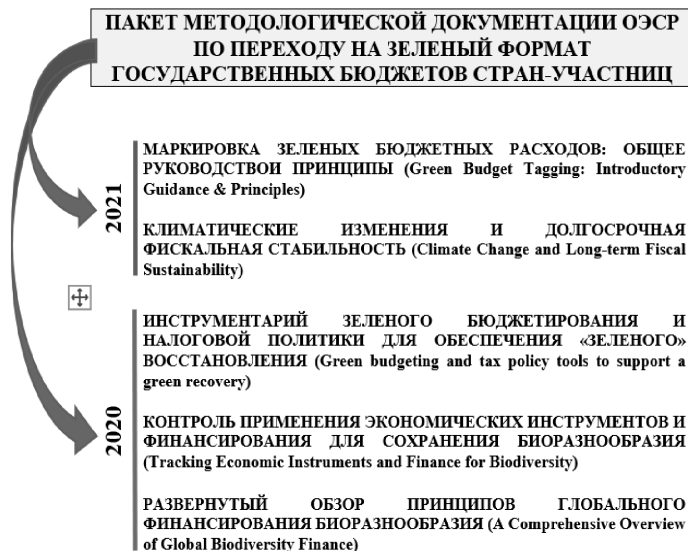 ПАКЕТ МЕТОДОЛОГИЧЕСКОЙ ДОКУМЕНТАЦИИ ОЭСР
ПО ПЕРЕХОДУ НА ЗЕЛЕНЫЙ ФОРМАТ
ГОСУДАРСТВЕННЫХ БЮДЖЕТОВ СТРАН-УЧАСТНИЦ
2021
МАРКИРОВКА ЗЕЛЕНЫХ БЮДЖЕТНЫХ РАСХОДОВ: ОБЩЕЕ
РУКОВОДСТВОИ ПРИНЦИПЫ (Green Budget Tagging: Introductory
Guidance & Principles)
КЛИМАТИЧЕСКИЕ ИЗМЕНЕНИЯ И ДОЛГОСРОЧНАЯ
ФИСКАЛЬНАЯ СТАБИЛЬНОСТЬ (Climate Change and Long-term Fiscal
Sustainability)
2020
ИНСТРУМЕНТАРИЙ ЗЕЛЕНОГО БЮДЖЕТИРОВАНИЯ И
НАЛОГОВОЙ ПОЛИТИКИ ДЛЯ ОБЕСПЕЧЕНИЯ «ЗЕЛЕНОГО»
ВОССТАНОВЛЕНИЯ (Green budgeting and tax policy tools to support a
green recovery)
КОНТРОЛЬ ПРИМЕНЕНИЯ ЭКОНОМИЧЕСКИХ ИНСТРУМЕНТОВ И
ФИНАНСИРОВАНИЯ ДЛЯ СОХРАНЕНИЯ БИОРАЗНООБРАЗИЯ
(Tracking Economic Instruments and Finance for Biodiversity)
РАЗВЕРНУТЫЙ ОБЗОР ПРИНЦИПОВ ГЛОБАЛЬНОГО
ФИНАНСИРОВАНИЯ БИОРАЗНООБРАЗИЯ (A Comprehensive Overview
of Global Biodiversity Finance)